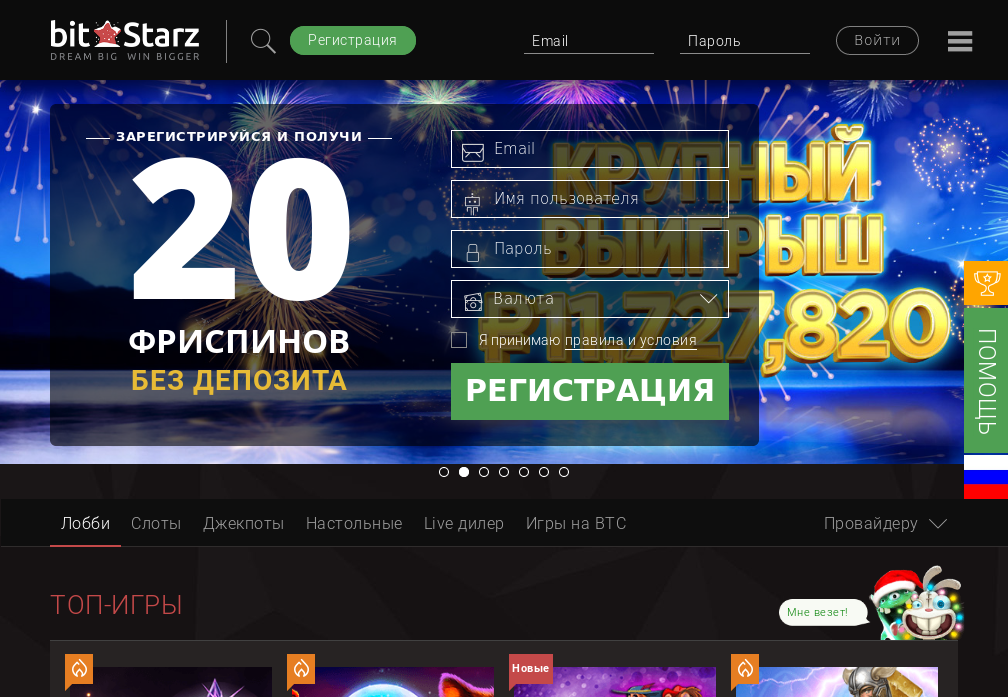 bit Starz
DREAM BIG WIN BIGGER
Регистрация
Email
Пароль
Войти
ЗАРЕГИСТРИРУЙСЯ И ПОЛУЧИ
20
ФРИСПИНОВ
БЕЗ ДЕПОЗИТА
Email
Имя пользователя
Пароль
Валюта
Я принимаю правила и условия
РЕГИСТРАЦИЯ
КРУПНЫЙ
ВЫИГРЫШ
₽11,727,820
ПОМОЩЬ
Лобби
Слоты
Джекпоты
Настольные
Live дилер
Игры на BTC
Провайдеру
ТОП-ИГРЫ
Мне везет!
Новые